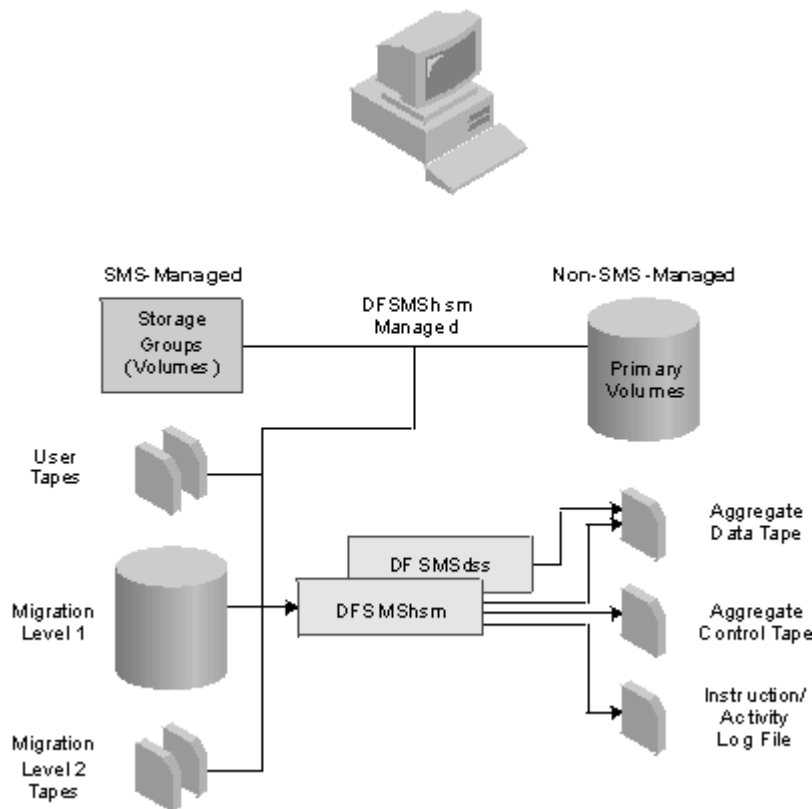 SMS-Managed
Non-SMS-Managed
DFSMShsm
Managed
Storage
Groups
(Volumes)
Primary
Volumes
User
Tapes
Aggregate
Data Tape
DFSMSdss
DFSMShsm
Migration
Level 1
Aggregate
Control Tape
Instruction/
Activity
Log File
Migration
Level 2
Tapes